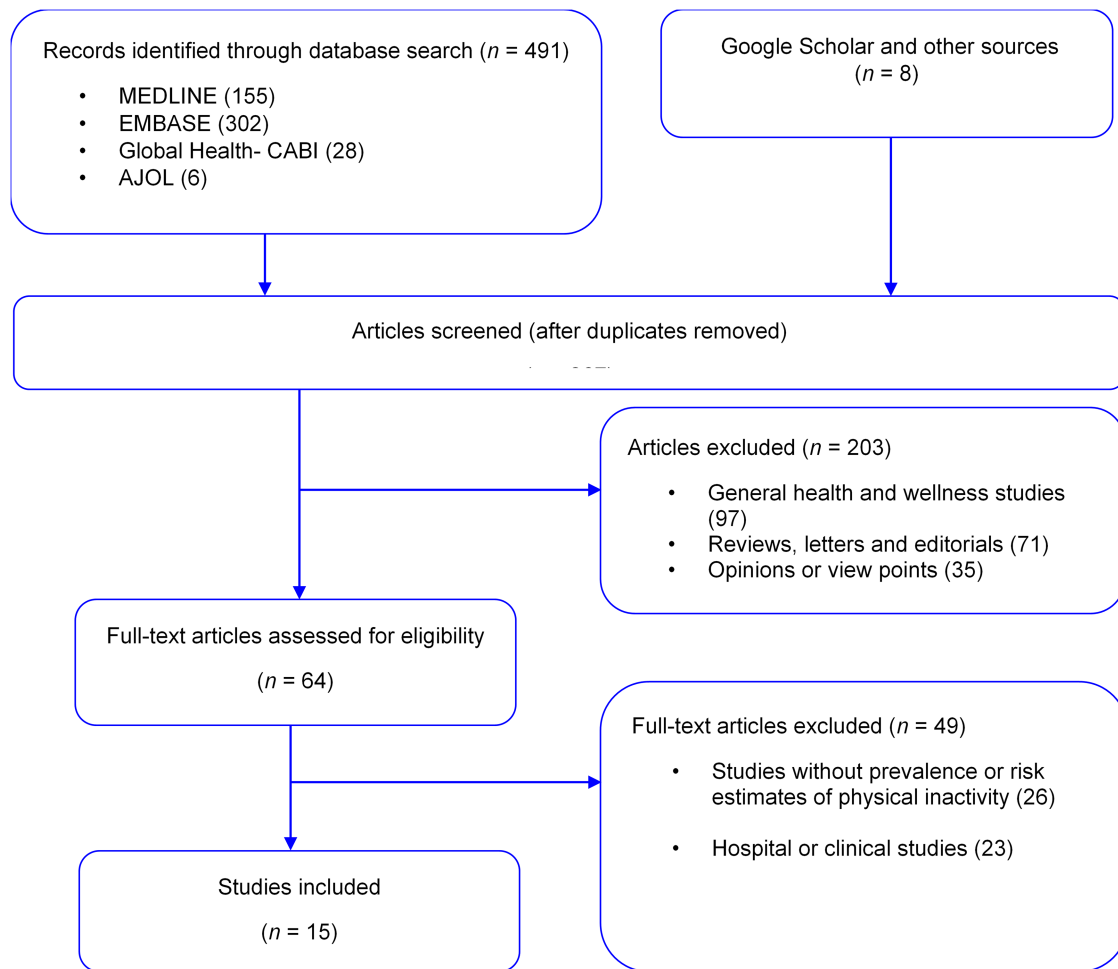 Records identified through database search (n = 491)
• MEDLINE (155)
• EMBASE (302)
• Global Health- CABI (28)
• AJOL (6)
Google Scholar and other sources
(n = 8)
Articles screened (after duplicates removed)
Articles excluded (n = 203)
• General health and wellness studies
(97)
• Reviews, letters and editorials (71)
• Opinions or view points (35)
Full-text articles assessed for eligibility
(n = 64)
Full-text articles excluded (n = 49)
• Studies without prevalence or risk
estimates of physical inactivity (26)
• Hospital or clinical studies (23)
Studies included
(n = 15)